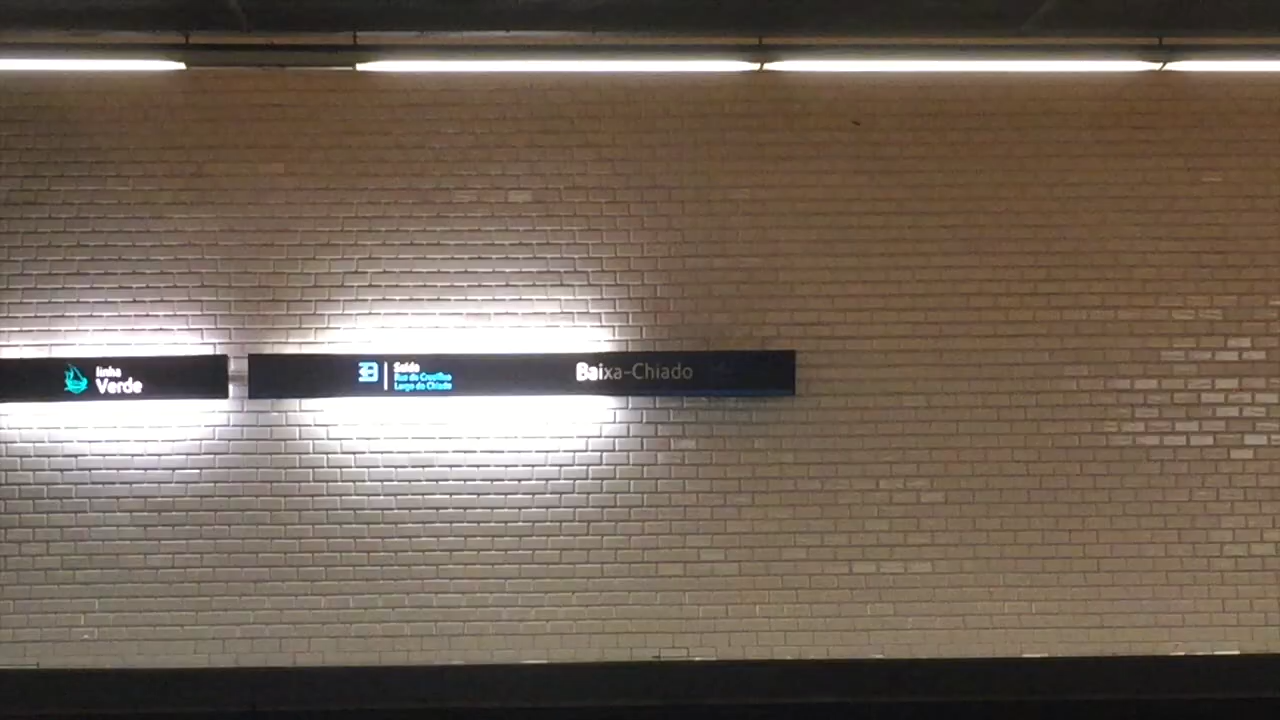 linha
Verde
Saída
Rua do Crucifixo
Largo do Chiado
Baixa-Chiado